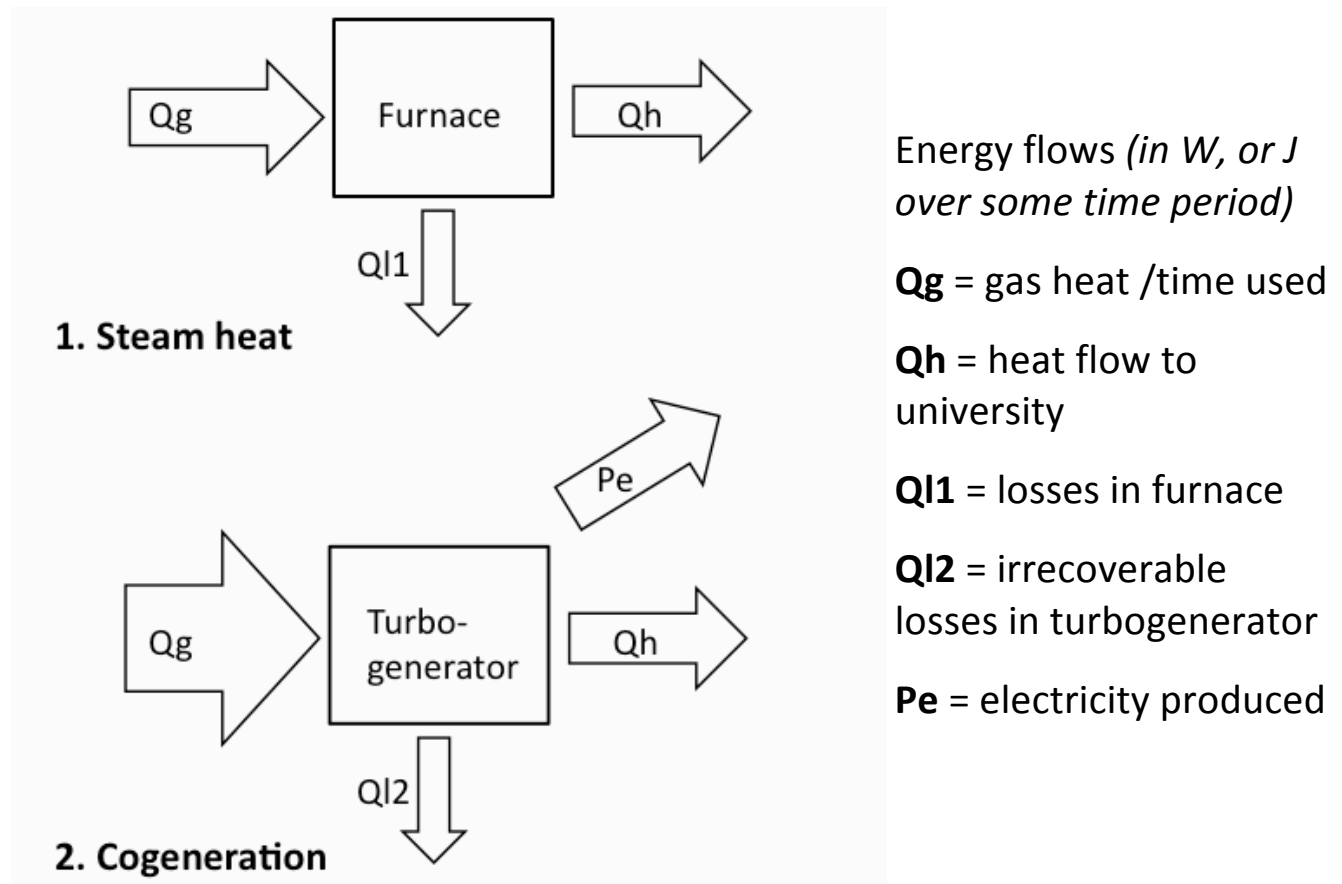 Qg
Furnace
Qh
Ql1
1. Steam heat
Pe
Qg
Turbo-
generator
Qh
Ql2
2. Cogeneration
Energy flows (in W, or J
over some time period)
Qg = gas heat /time used
Qh = heat flow to
university
Ql1 = losses in furnace
Ql2 = irrecoverable
losses in turbogenerator
Pe = electricity produced